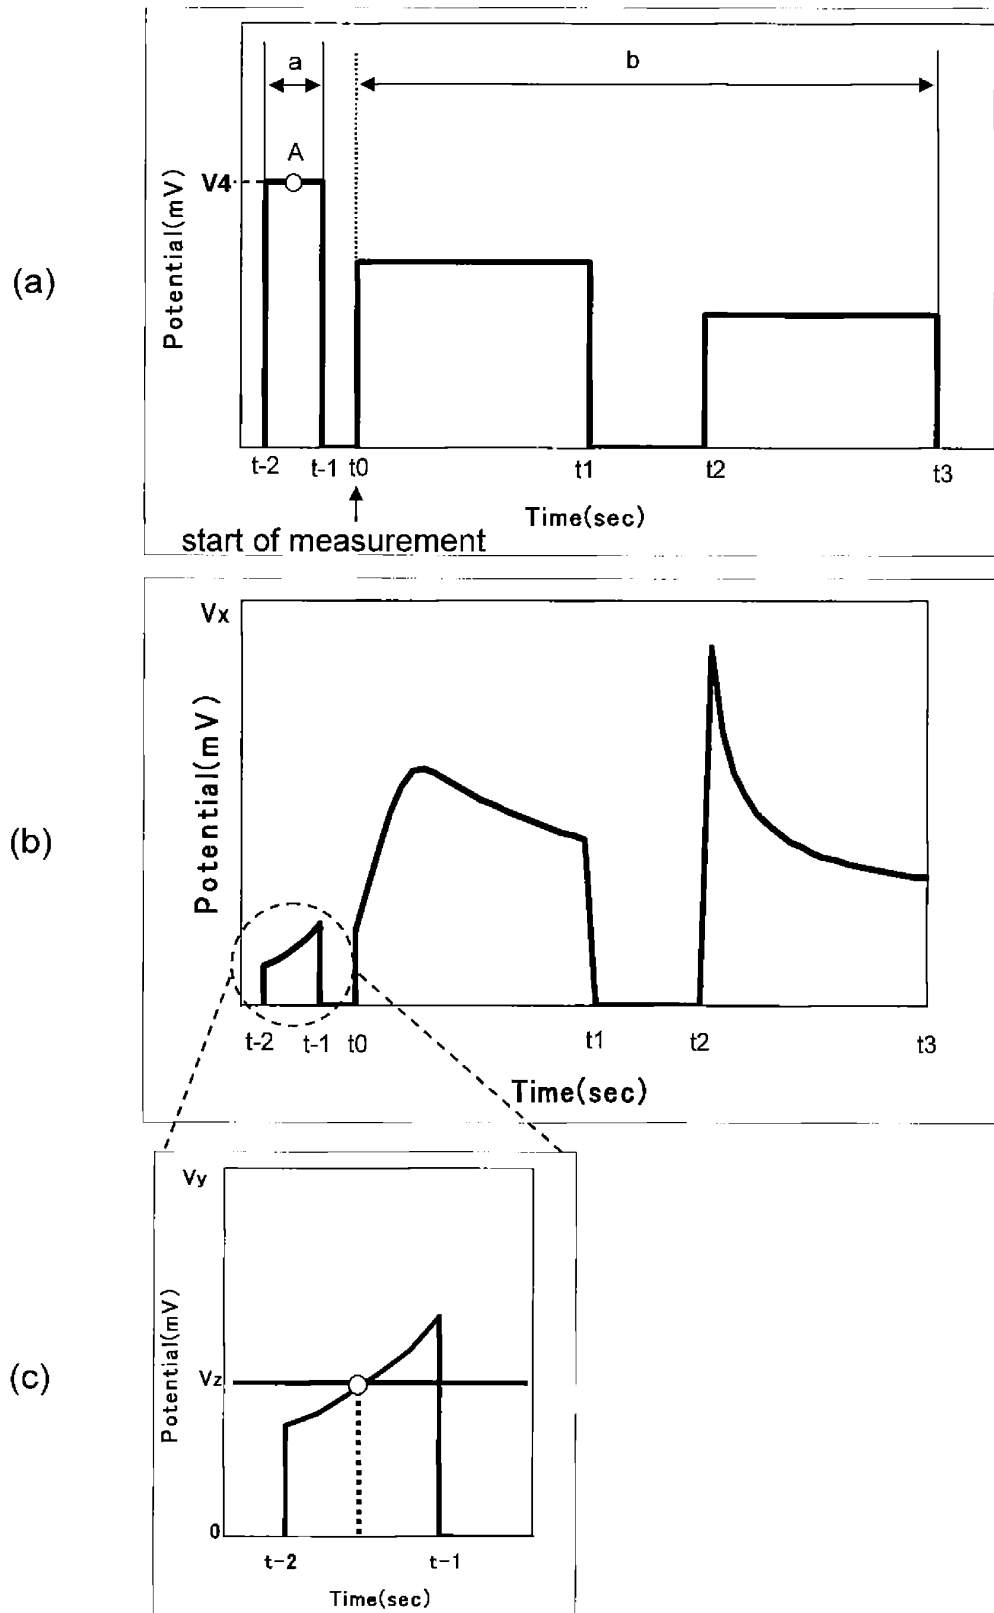 (a)
Potential(mV)
a
b
A
V4
t-2
t-1
t0
t1
t2
t3
Time(sec)
start of measurement
(b)
Vx
Potential(mV)
t-2
t-1
t0
t1
t2
t3
Time(sec)
(c)
Vy
Potential(mV)
Vz
0
t-2
t-1
Time(sec)